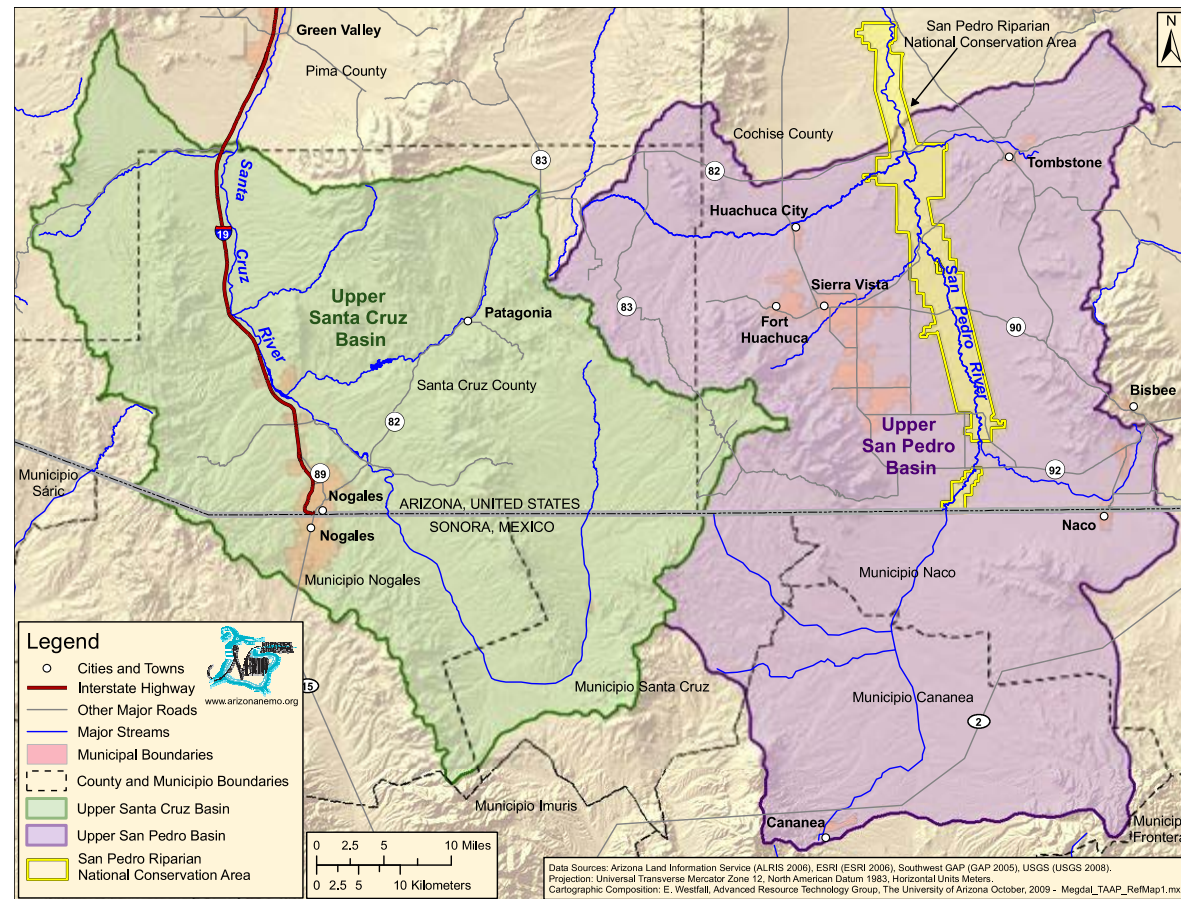 Green Valley
Pima County
San Pedro Riparian
National Conservation Area
N
Cochise County
83
82
Tombstone
Santa
Cruz
River
19
Huachuca City
Upper
Santa Cruz
Basin
Patagonia
Sierra Vista
83
Fort
Huachuca
San
Pedro
River
90
Santa Cruz County
82
Bisbee
Upper
San Pedro
Basin
92
Municipio
Sáric
89
Nogales
ARIZONA, UNITED STATES
SONORA, MEXICO
Nogales
Naco
Municipio Nogales
Municipio Naco
Municipio Santa Cruz
Municipio Cananea
2
15
Municipio Imuris
Cananea
Municip
Frontera
Legend
NEMO
www.arizonanemo.org
Cities and Towns
Interstate Highway
Other Major Roads
Major Streams
Municipal Boundaries
County and Municipio Boundaries
Upper Santa Cruz Basin
Upper San Pedro Basin
San Pedro Riparian
National Conservation Area
0 2.5 5 10 Miles
0 2.5 5 10 Kilometers
Data Sources: Arizona Land Information Service (ALRIS 2006), ESRI (ESRI 2006), Southwest GAP (GAP 2005), USGS (USGS 2008).
Projection: Universal Transverse Mercator Zone 12, North American Datum 1983, Horizontal Units Meters.
Cartographic Composition: E. Westfall, Advanced Resource Technology Group, The University of Arizona October, 2009 - Megdal_TAAP_RefMap1.mx